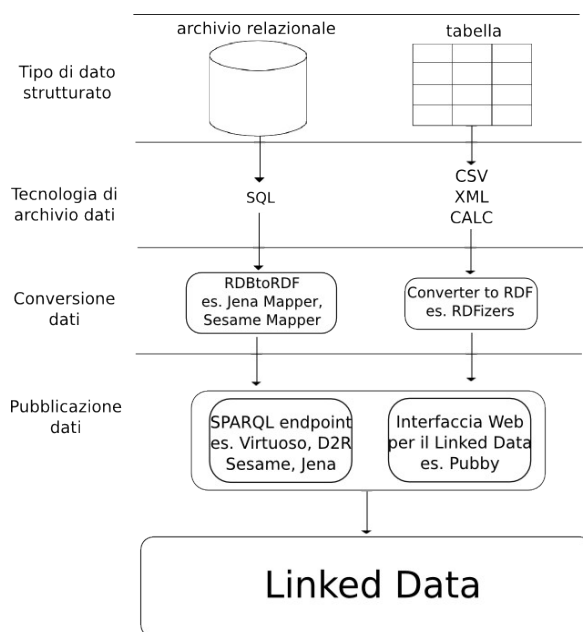 archivio relazionale
tabella
Tipo di dato
strutturato
Tecnologia di
archivio dati
SQL
CSV
XML
CALC
Conversione
dati
RDBtoRDF
es. Jena Mapper,
Sesame Mapper
Converter to RDF
es. RDFizers
Pubblicazione
dati
SPARQL endpoint
es. Virtuoso, D2R
Sesame, Jena
Interfaccia Web
per il Linked Data
es. Pubby
Linked Data